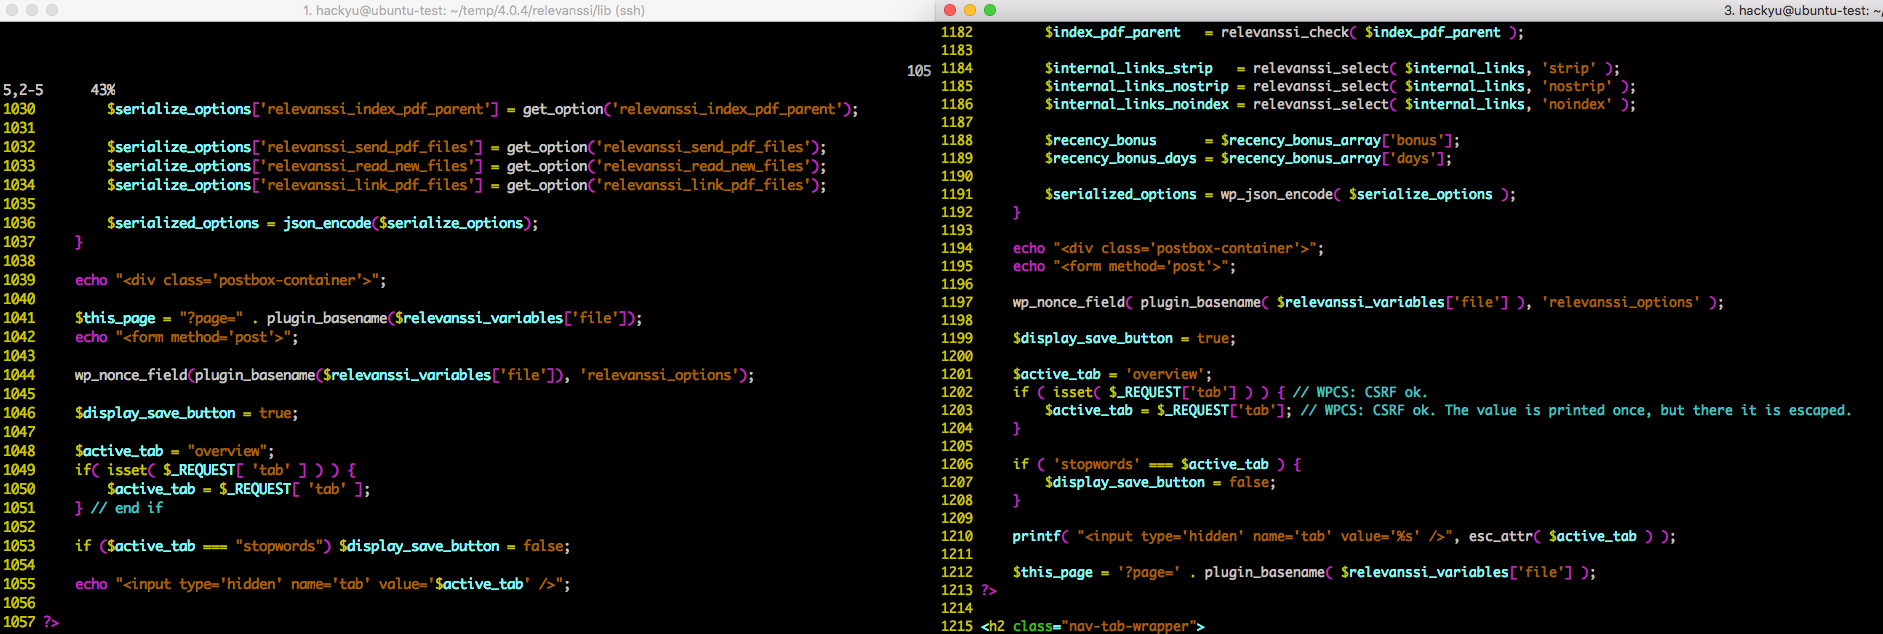 1. hackyu@ubuntu-test: ~/temp/4.0.4/relevanssi/lib (ssh)
105
5,2-5 43%
1030 $serialize_options['relevanssi_index_pdf_parent'] = get_option('relevanssi_index_pdf_parent');
1031
1032 $serialize_options['relevanssi_send_pdf_files'] = get_option('relevanssi_send_pdf_files');
1033 $serialize_options['relevanssi_read_new_files'] = get_option('relevanssi_read_new_files');
1034 $serialize_options['relevanssi_link_pdf_files'] = get_option('relevanssi_link_pdf_files');
1035
1036 $serialized_options = json_encode($serialize_options);
1037 }
1038
1039 echo "<div class='postbox-container'>";
1040
1041 $this_page = "?page=" . plugin_basename($relevanssi_variables['file']);
1042 echo "<form method='post'>";
1043
1044 wp_nonce_field(plugin_basename($relevanssi_variables['file']), 'relevanssi_options');
1045
1046 $display_save_button = true;
1047
1048 $active_tab = "overview";
1049 if( isset( $_REQUEST[ 'tab' ] ) ) {
1050 $active_tab = $_REQUEST[ 'tab' ];
1051 } // end if
1052
1053 if ($active_tab === "stopwords") $display_save_button = false;
1054
1055 echo "<input type='hidden' name='tab' value='$active_tab' />";
1056
1057 ?>
3. hackyu@ubuntu-test: ~/
1182 $index_pdf_parent = relevanssi_check( $index_pdf_parent );
1183
1184 $internal_links_strip = relevanssi_select( $internal_links, 'strip' );
1185 $internal_links_nostrip = relevanssi_select( $internal_links, 'nostrip' );
1186 $internal_links_noindex = relevanssi_select( $internal_links, 'noindex' );
1187
1188 $recency_bonus = $recency_bonus_array['bonus'];
1189 $recency_bonus_days = $recency_bonus_array['days'];
1190
1191 $serialized_options = wp_json_encode( $serialize_options );
1192 }
1193
1194 echo "<div class='postbox-container'>";
1195 echo "<form method='post'>";
1196
1197 wp_nonce_field( plugin_basename( $relevanssi_variables['file'] ), 'relevanssi_options' );
1198
1199 $display_save_button = true;
1200
1201 $active_tab = 'overview';
1202 if ( isset( $_REQUEST['tab'] ) ) { // WPCS: CSRF ok.
1203 $active_tab = $_REQUEST['tab']; // WPCS: CSRF ok. The value is printed once, but there it is escaped.
1204 }
1205
1206 if ( 'stopwords' === $active_tab ) {
1207 $display_save_button = false;
1208 }
1209
1210 printf( "<input type='hidden' name='tab' value='%s' />", esc_attr( $active_tab ) );
1211
1212 $this_page = '?page=' . plugin_basename( $relevanssi_variables['file'] );
1213 ?>
1214
1215 <h2 class="nav-tab-wrapper">